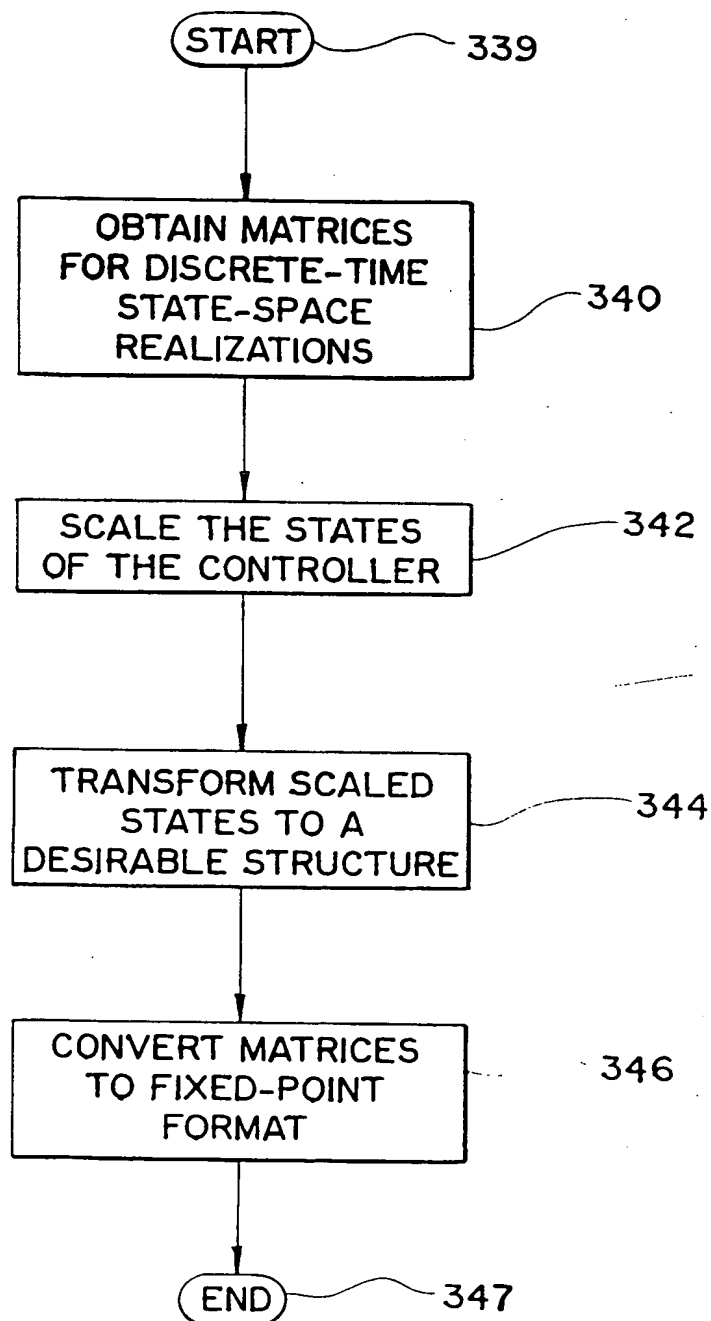 START
339
OBTAIN MATRICES
FOR DISCRETE-TIME
STATE-SPACE
REALIZATIONS
340
SCALE THE STATES
OF THE CONTROLLER
342
TRANSFORM SCALED
STATES TO A
DESIRABLE STRUCTURE
344
CONVERT MATRICES
TO FIXED-POINT
FORMAT
346
END
347